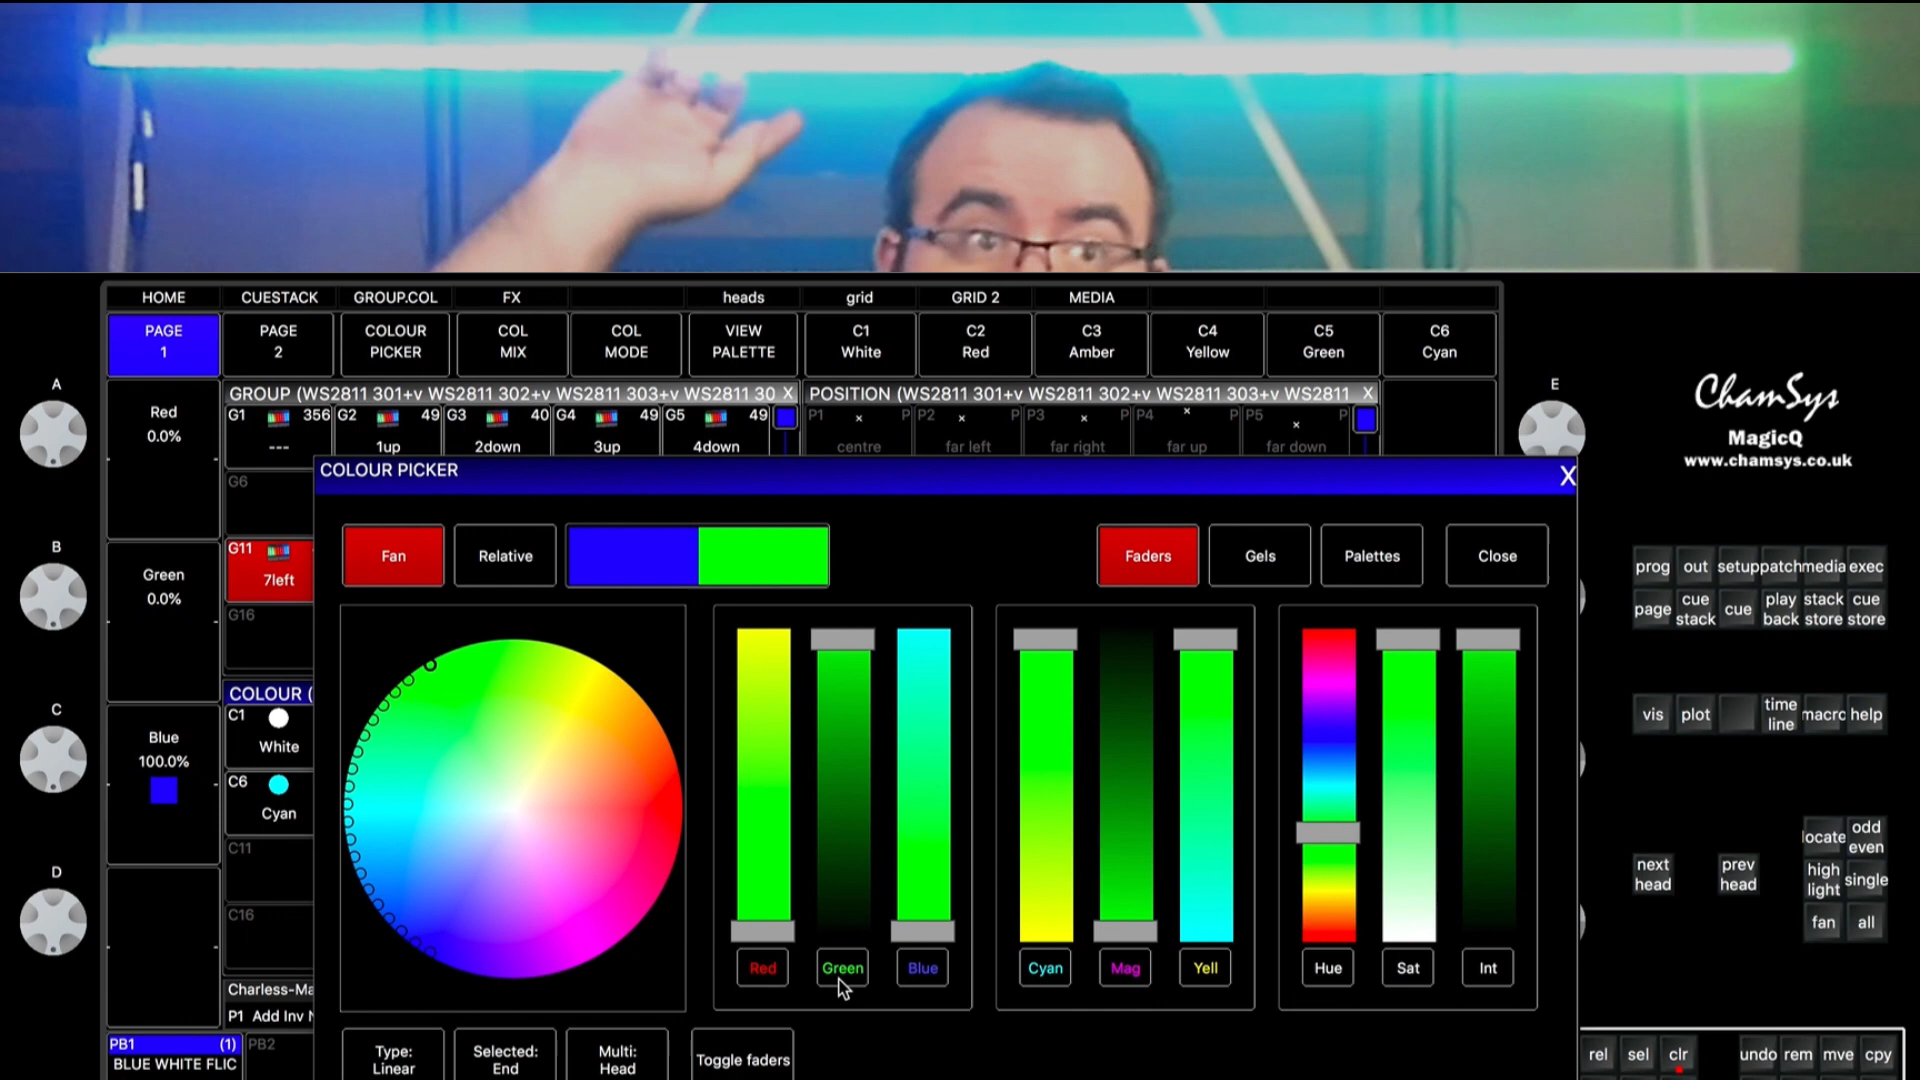 HOME CUESTACK GROUP.COL FX heads grid GRID 2 MEDIA
PAGE 1
PAGE 2
COLOUR PICKER
COL MIX
COL MODE
VIEW PALETTE
C1 White
C2 Red
C3 Amber
C4 Yellow
C5 Green
C6 Cyan
A
E
Red
0.0%
GROUP (WS2811 301+v WS2811 302+v WS2811 303+v WS2811 30 X
POSITION (WS2811 301+v WS2811 302+v WS2811 303+v WS2811 X
G1 356 G2 49 G3 40 G4 49 G5 49
--- 1up 2down 3up 4down
P1 P P2 P P3 P P4 P P5 P
centre far left far right far up far down
ChamSys
MagicQ
www.chamsys.co.uk
COLOUR PICKER X
G6
B
Green
0.0%
G11
7left
G16
Fan Relative Faders Gels Palettes Close
prog out setup patch media exec
page cue stack cue play back stack store cue store
C
Blue
100.0%
COLOUR (
C1
White
C6
Cyan
C11
C16
vis plot time line macro help
locate odd even
next head prev head high light single
fan all
D
Red Green Blue Cyan Mag Yell Hue Sat Int
Charless-Ma
P1 Add Inv
PB1 (1) PB2
BLUE WHITE FLIC
Type: Linear
Selected: End
Multi: Head
Toggle faders
rel sel clr undo rem mve cpy